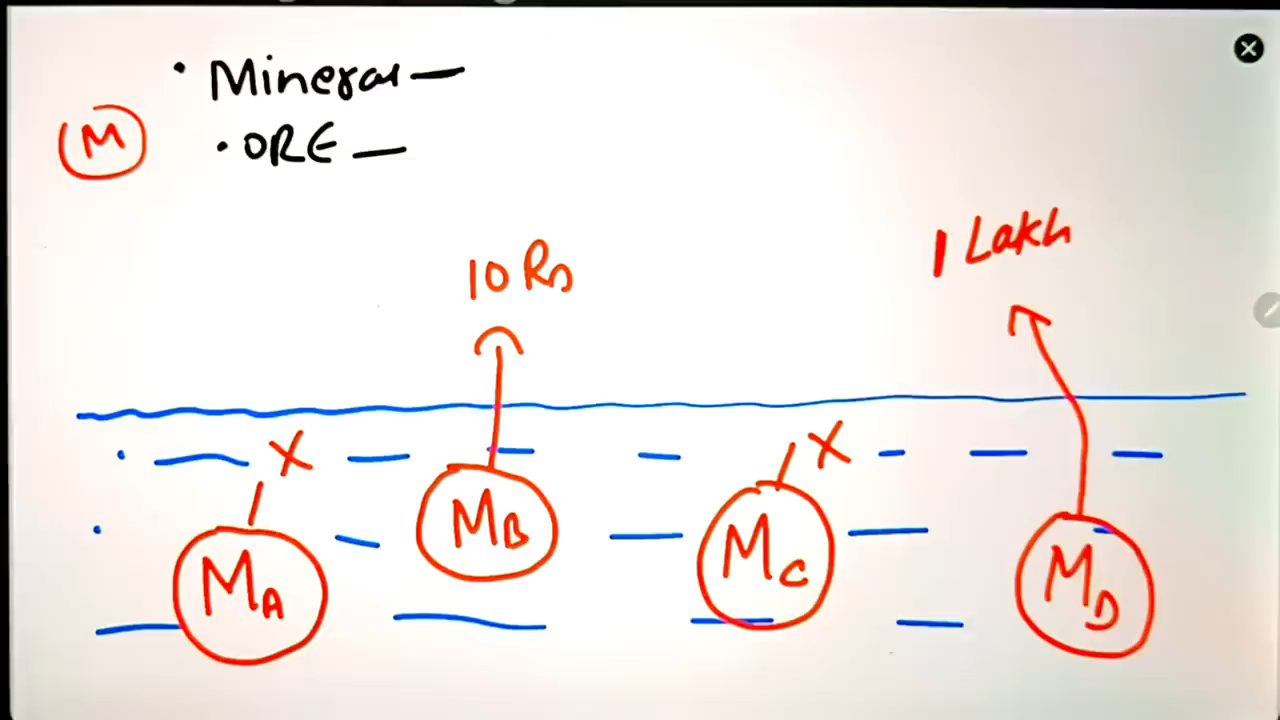 • Mineral —
M
• ORE —
10 Rs
1 Lakh
X
X
MA
MB
MC
MD